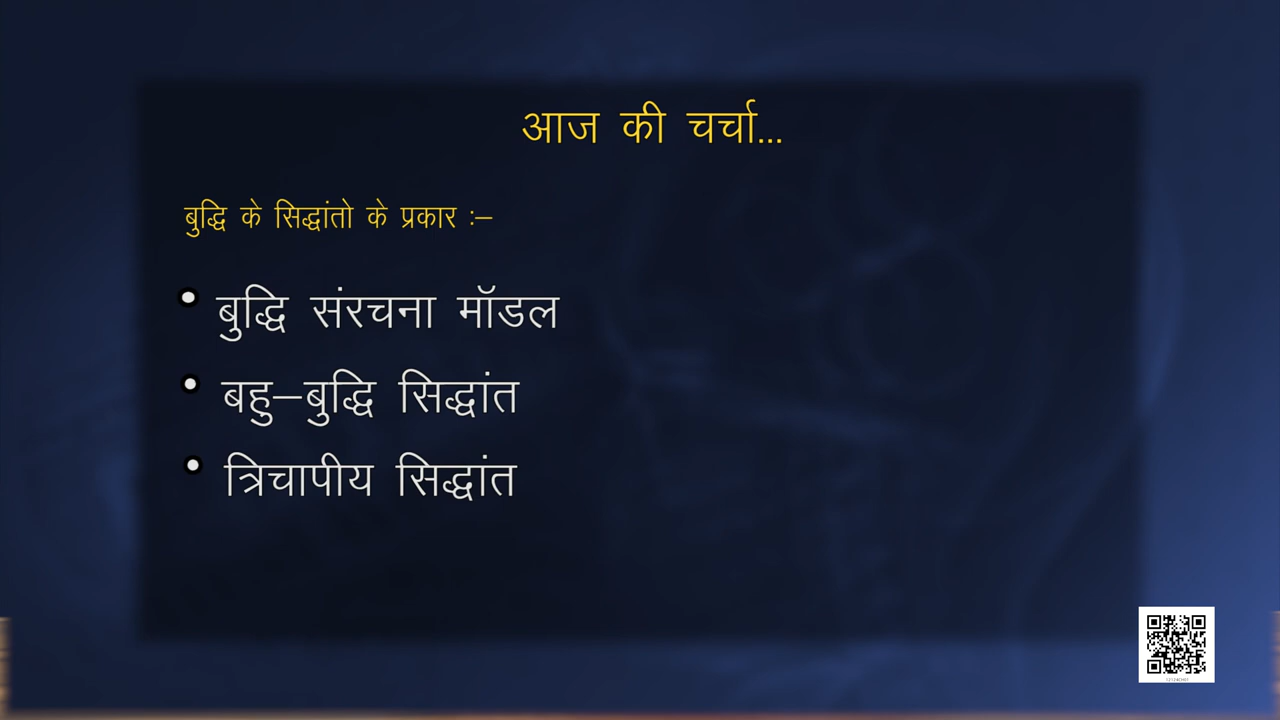 आज की चर्चा...
बुद्धि के सिद्धांतो के प्रकार :–
• बुद्धि संरचना मॉडल
• बहु–बुद्धि सिद्धांत
• त्रिचापीय सिद्धांत